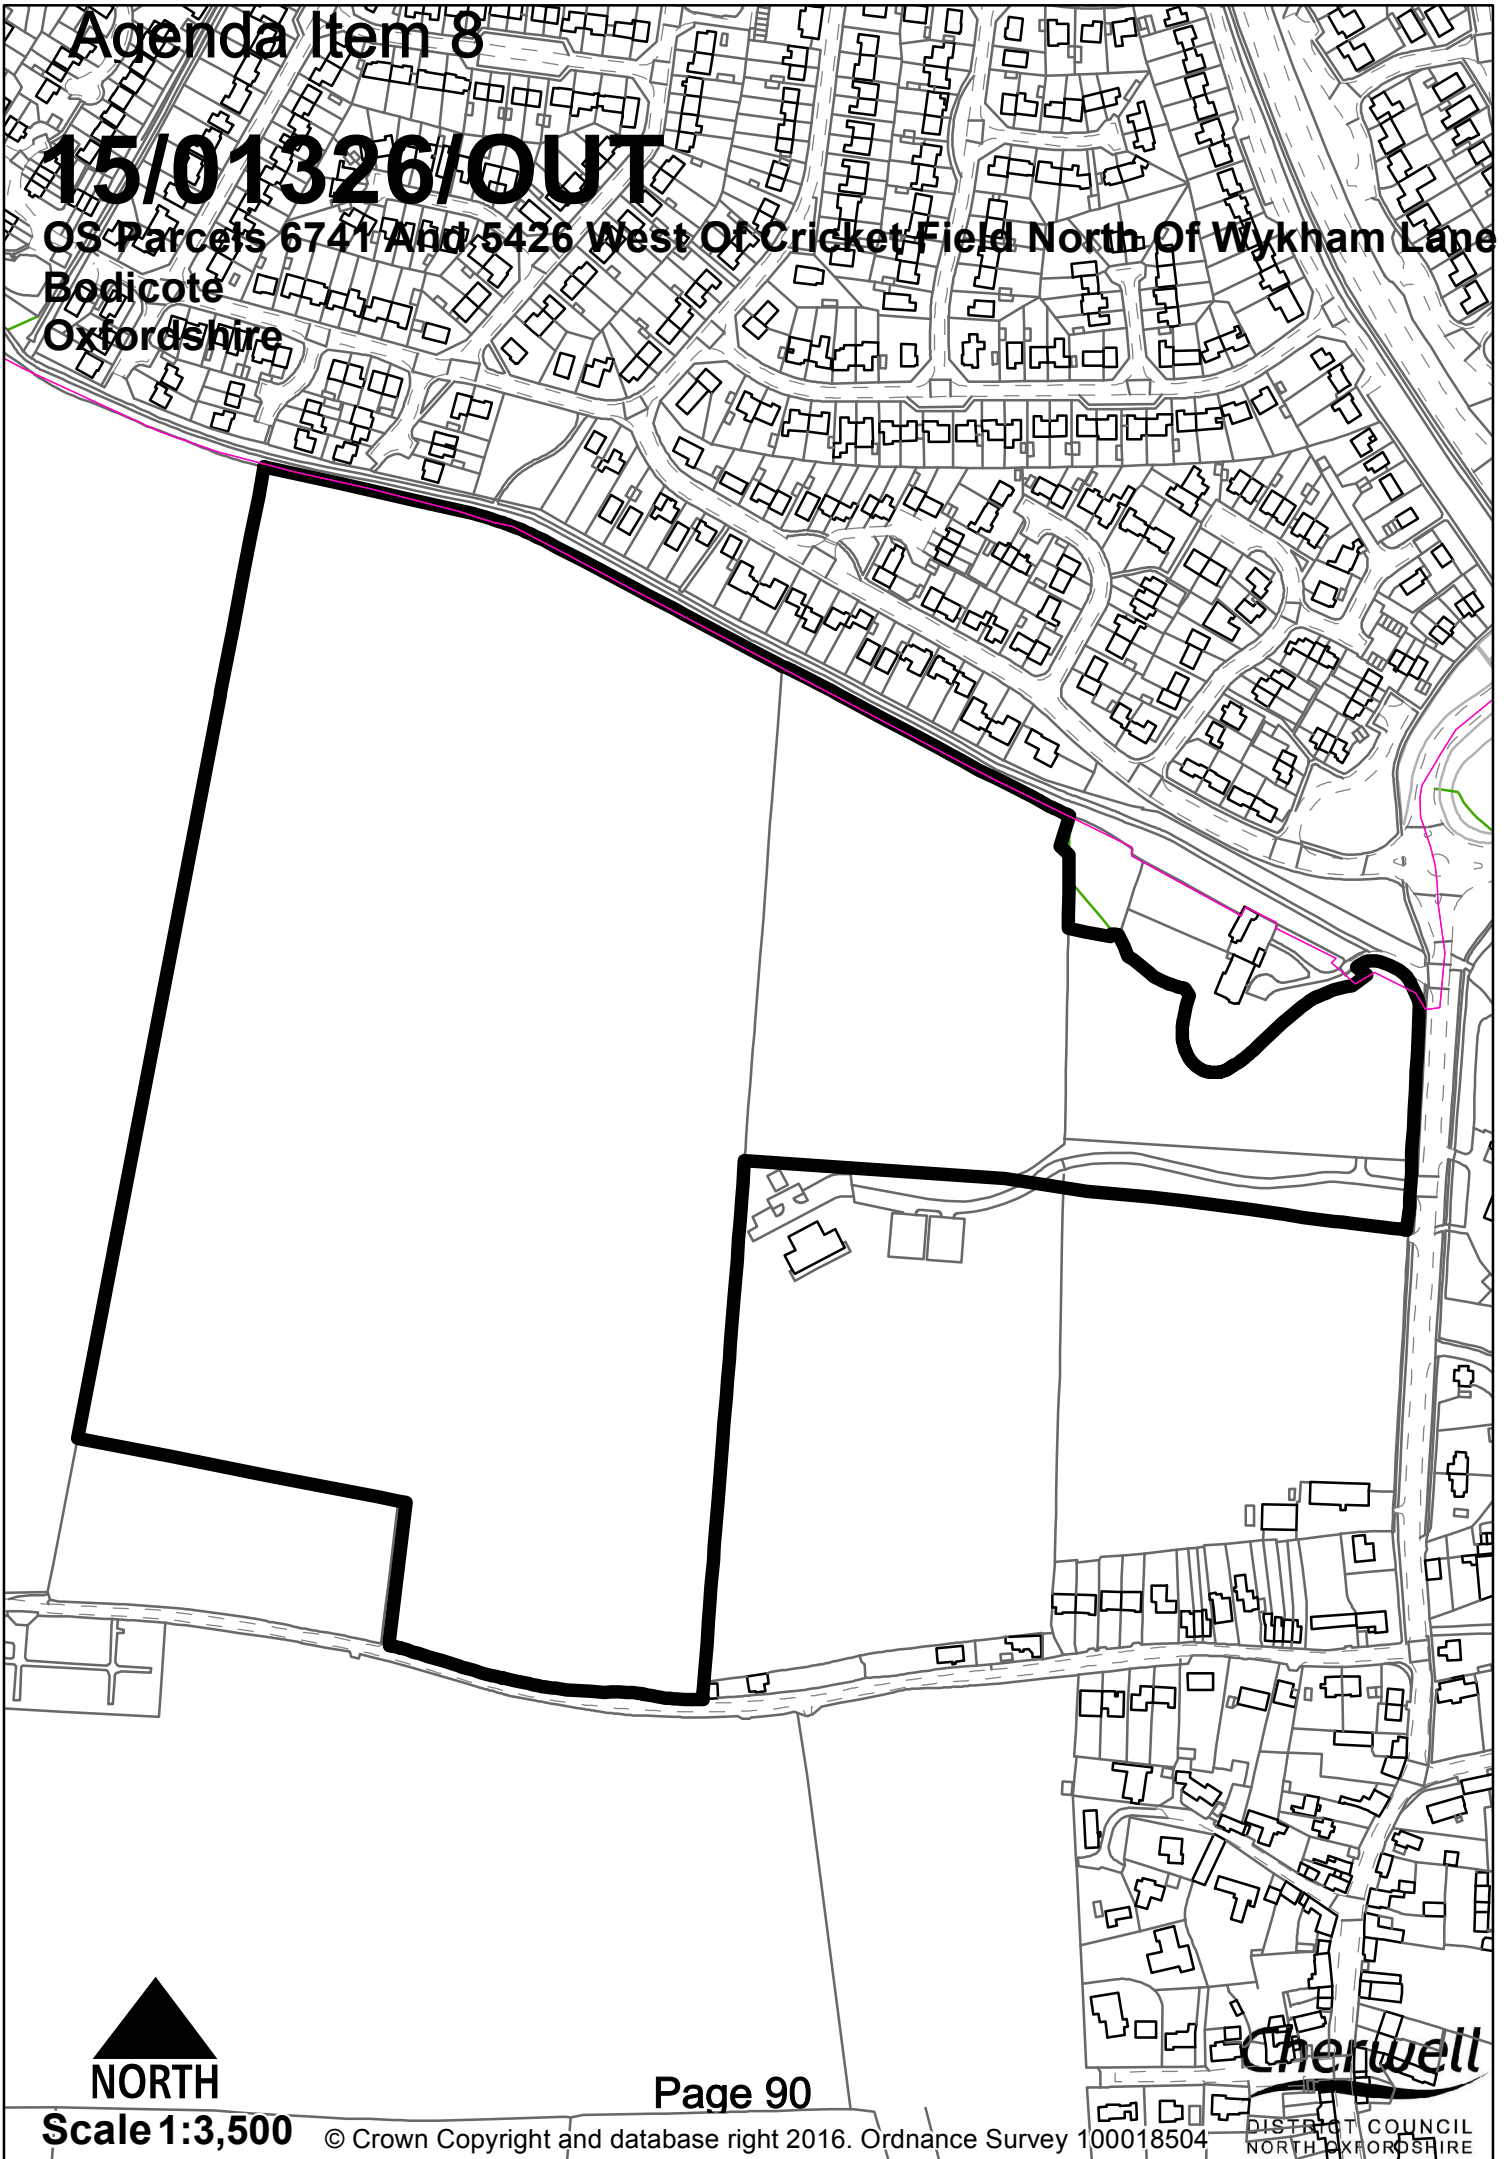 Agenda Item 8
15/01326/OUT
OS Parcels 6741 And 5426 West Of Cricket Field North Of Wykham Lane
Bodicote
Oxfordshire
NORTH
Scale 1:3,500
Page 90
© Crown Copyright and database right 2016. Ordnance Survey 100018504
Cherwell
DISTRICT COUNCIL
NORTH OXFORDSHIRE